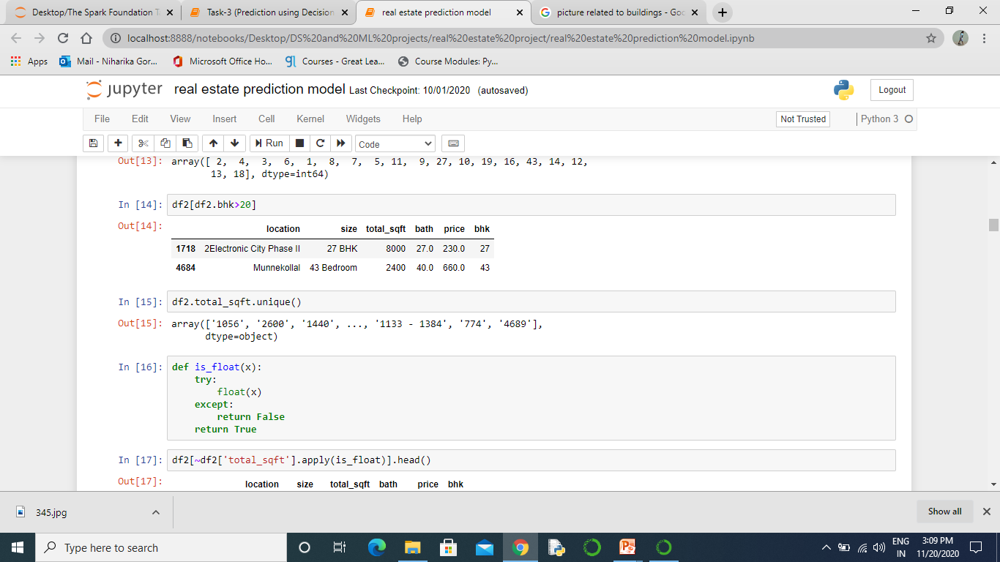 Desktop/The Spark Foundation T
Task-3 (Prediction using Decision
real estate prediction model
picture related to buildings - Goo
localhost:8888/notebooks/Desktop/DS%20and%20ML%20projects/real%20estate%20project/real%20estate%20prediction%20model.ipynb
Apps Mail - Niharika Gor... Microsoft Office Ho... Courses - Great Lea... Course Modules: Py...
jupyter real estate prediction model Last Checkpoint: 10/01/2020 (autosaved) Logout
File Edit View Insert Cell Kernel Widgets Help Not Trusted Python 3
Run Code
Out[13]: array([ 2, 4, 3, 6, 1, 8, 7, 5, 11, 9, 27, 10, 19, 16, 43, 14, 12,
13, 18], dtype=int64)
In [14]: df2[df2.bhk>20]
Out[14]:
location size total_sqft bath price bhk
1718 2Electronic City Phase II 27 BHK 8000 27.0 230.0 27
4684 Munnekollal 43 Bedroom 2400 40.0 660.0 43
In [15]: df2.total_sqft.unique()
Out[15]: array(['1056', '2600', '1440', ..., '1133 - 1384', '774', '4689'],
dtype=object)
In [16]: def is_float(x):
try:
float(x)
except:
return False
return True
In [17]: df2[~df2['total_sqft'].apply(is_float)].head()
Out[17]:
location size total_sqft bath price bhk
345.jpg Show all
Type here to search
ENG
IN
3:09 PM
11/20/2020